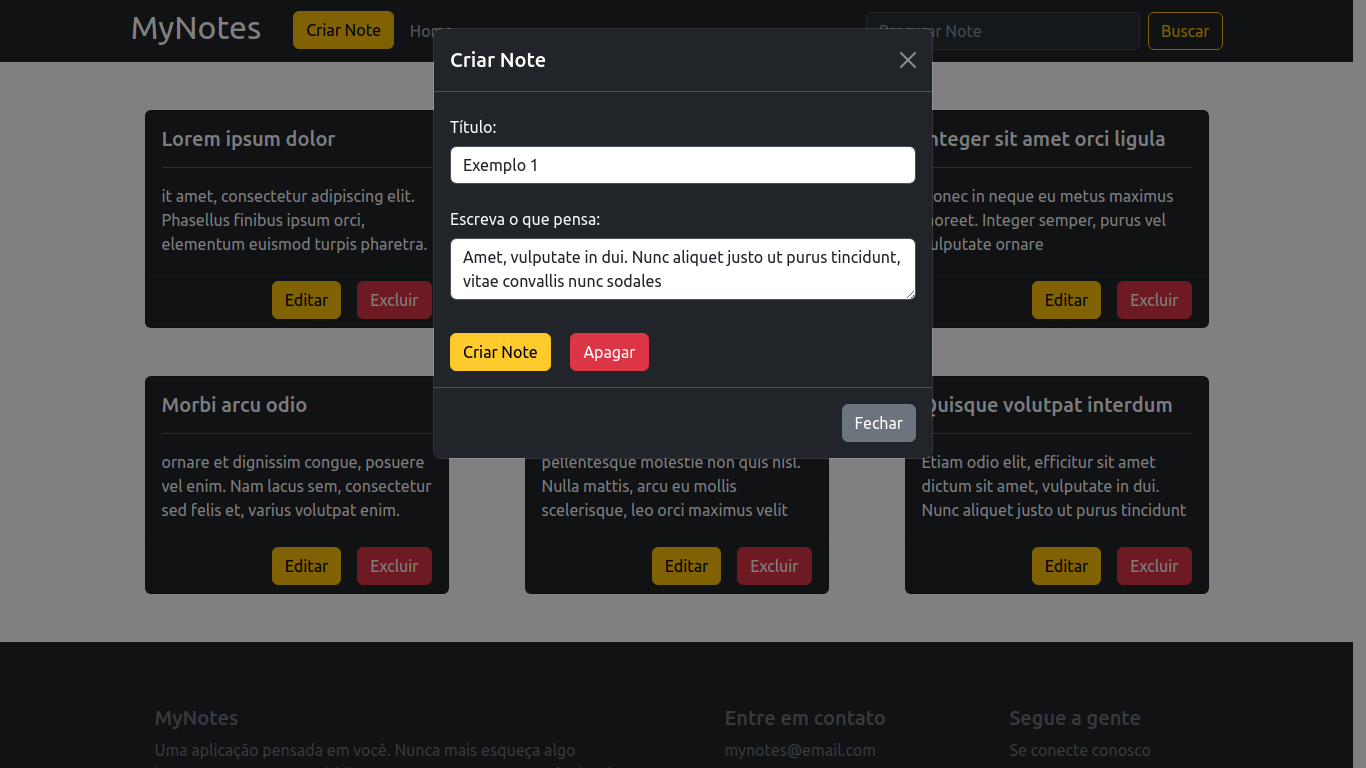 MyNotes
Criar Note
Home
Note
Buscar
Criar Note
Título:
Exemplo 1
Escreva o que pensa:
Amet, vulputate in dui. Nunc aliquet justo ut purus tincidunt,
vitae convallis nunc sodales
Criar Note
Apagar
Fechar
Lorem ipsum dolor
it amet, consectetur adipiscing elit.
Phasellus finibus ipsum orci,
elementum euismod turpis pharetra.
Editar
Excluir
Integer sit amet orci ligula
Donec in neque eu metus maximus
laoreet. Integer semper, purus vel
vulputate ornare
Editar
Excluir
Morbi arcu odio
ornare et dignissim congue, posuere
vel enim. Nam lacus sem, consectetur
sed felis et, varius volutpat enim.
Editar
Excluir
pellentesque molestie non quis nisl.
Nulla mattis, arcu eu mollis
scelerisque, leo orci maximus velit
Editar
Excluir
Quisque volutpat interdum
Etiam odio elit, efficitur sit amet
dictum sit amet, vulputate in dui.
Nunc aliquet justo ut purus tincidunt
Editar
Excluir
MyNotes
Uma aplicação pensada em você. Nunca mais esqueça algo
Entre em contato
mynotes@email.com
Segue a gente
Se conecte conosco